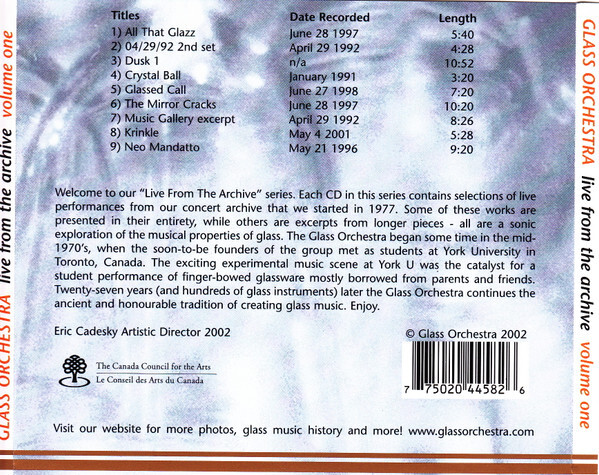 Titles Date Recorded Length
1) All That Glazz June 28 1997 5:40
2) 04/29/92 2nd set April 29 1992 4:28
3) Dusk 1 n/a 10:52
4) Crystal Ball January 1991 3:20
5) Glassed Call June 27 1998 7:20
6) The Mirror Cracks June 28 1997 10:20
7) Music Gallery excerpt April 29 1992 8:26
8) Krinkle May 4 2001 5:28
9) Neo Mandatto May 21 1996 9:20
Welcome to our "Live From The Archive" series. Each CD in this series contains selections of live
performances from our concert archive that we started in 1977. Some of these works are
presented in their entirety, while others are excerpts from longer pieces - all are a sonic
exploration of the musical properties of glass. The Glass Orchestra began some time in the mid-
1970's, when the soon-to-be founders of the group met as students at York University in
Toronto, Canada. The exciting experimental music scene at York U was the catalyst for a
student performance of finger-bowed glassware mostly borrowed from parents and friends.
Twenty-seven years (and hundreds of glass instruments) later the Glass Orchestra continues the
ancient and honourable tradition of creating glass music. Enjoy.
Eric Cadesky Artistic Director 2002
© Glass Orchestra 2002
The Canada Council for the Arts
Le Conseil des Arts du Canada
7 75020 44582 6
Visit our website for more photos, glass music history and more! www.glassorchestra.com
GLASS ORCHESTRA live from the archive volume one
GLASS ORCHESTRA live from the archive volume one